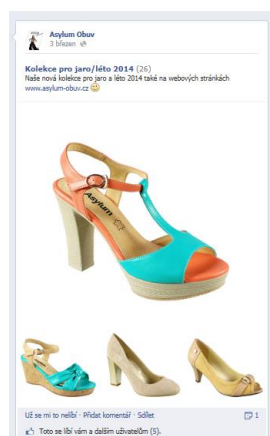 Asylum Obuv
3 březen
Kolekce pro jaro/léto 2014 (26)
Naše nová kolekce pro jaro a léto 2014 také na webových stránkách
www.asylum-obuv.cz
Asylum
Už se mi to nelíbí · Přidat komentář · Sdílet
1
Toto se líbí vám a dalším uživatelům (5).